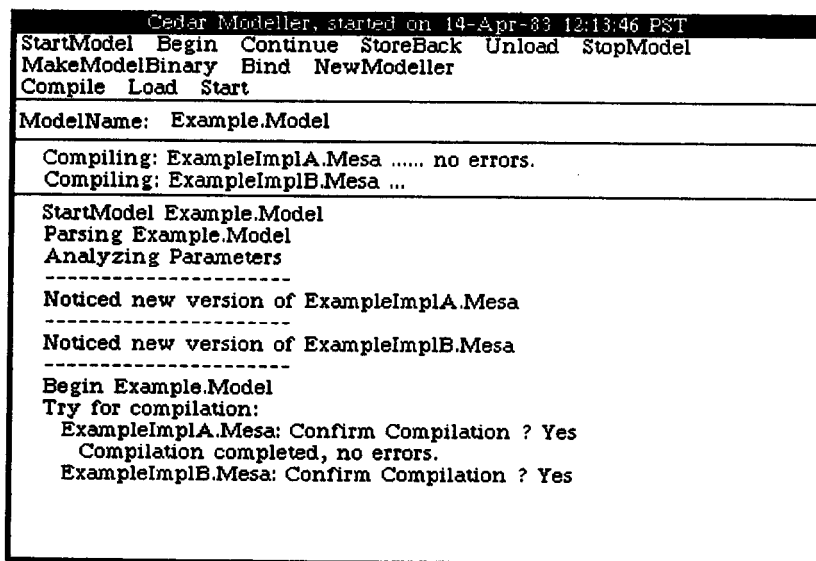 Cedar Modeller, started on 14-Apr-83 12:13:46 PST
StartModel Begin Continue StoreBack Unload StopModel
MakeModelBinary Bind NewModeller
Compile Load Start
ModelName: Example.Model
Compiling: ExampleImplA.Mesa ...... no errors.
Compiling: ExampleImplB.Mesa ...
StartModel Example.Model
Parsing Example.Model
Analyzing Parameters
-----------------------
Noticed new version of ExampleImplA.Mesa
-----------------------
Noticed new version of ExampleImplB.Mesa
-----------------------
Begin Example.Model
Try for compilation:
ExampleImplA.Mesa: Confirm Compilation ? Yes
Compilation completed, no errors.
ExampleImplB.Mesa: Confirm Compilation ? Yes